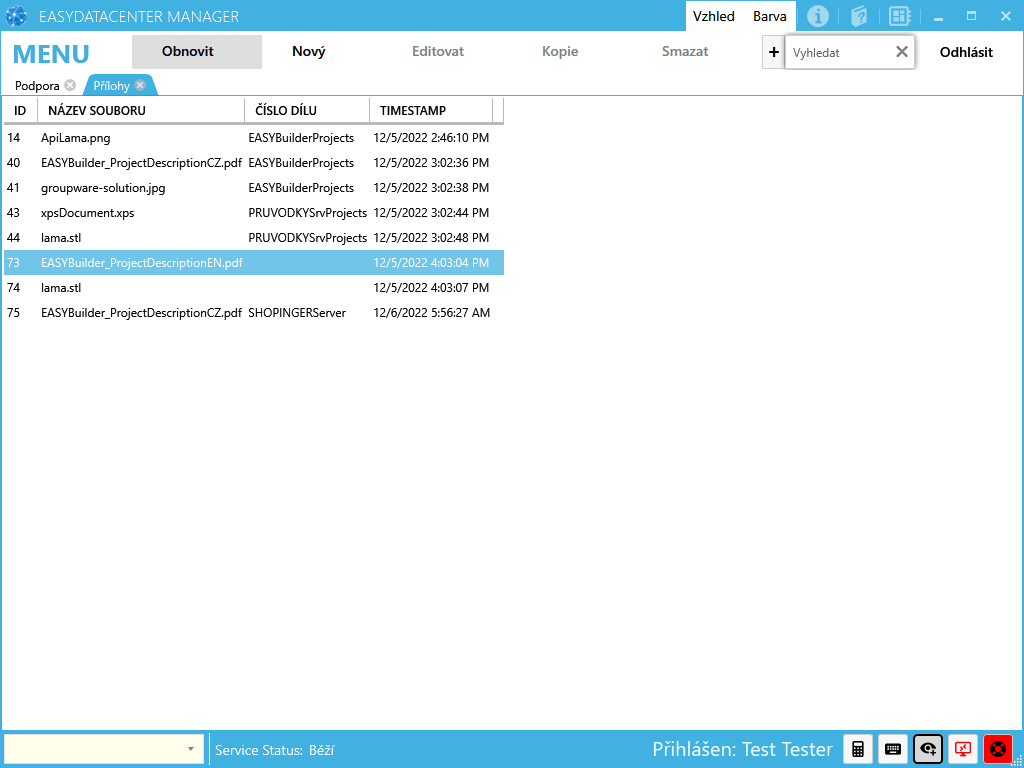 EASYDATACENTER MANAGER Vzhled Barva
MENU Obnovit Nový Editovat Kopie Smazat + Vyhledat Odhlásit
Podpora Přílohy
ID NÁZEV SOUBORU ČÍSLO DÍLU TIMESTAMP
14 ApiLama.png EASYBuilderProjects 12/5/2022 2:46:10 PM
40 EASYBuilder_ProjectDescriptionCZ.pdf EASYBuilderProjects 12/5/2022 3:02:36 PM
41 groupware-solution.jpg EASYBuilderProjects 12/5/2022 3:02:38 PM
43 xpsDocument.xps PRUVODKYSrvProjects 12/5/2022 3:02:44 PM
44 lama.stl PRUVODKYSrvProjects 12/5/2022 3:02:48 PM
73 EASYBuilder_ProjectDescriptionEN.pdf 12/5/2022 4:03:04 PM
74 lama.stl 12/5/2022 4:03:07 PM
75 EASYBuilder_ProjectDescriptionCZ.pdf SHOPINGERServer 12/6/2022 5:56:27 AM
Service Status: Běží Přihlášen: Test Tester